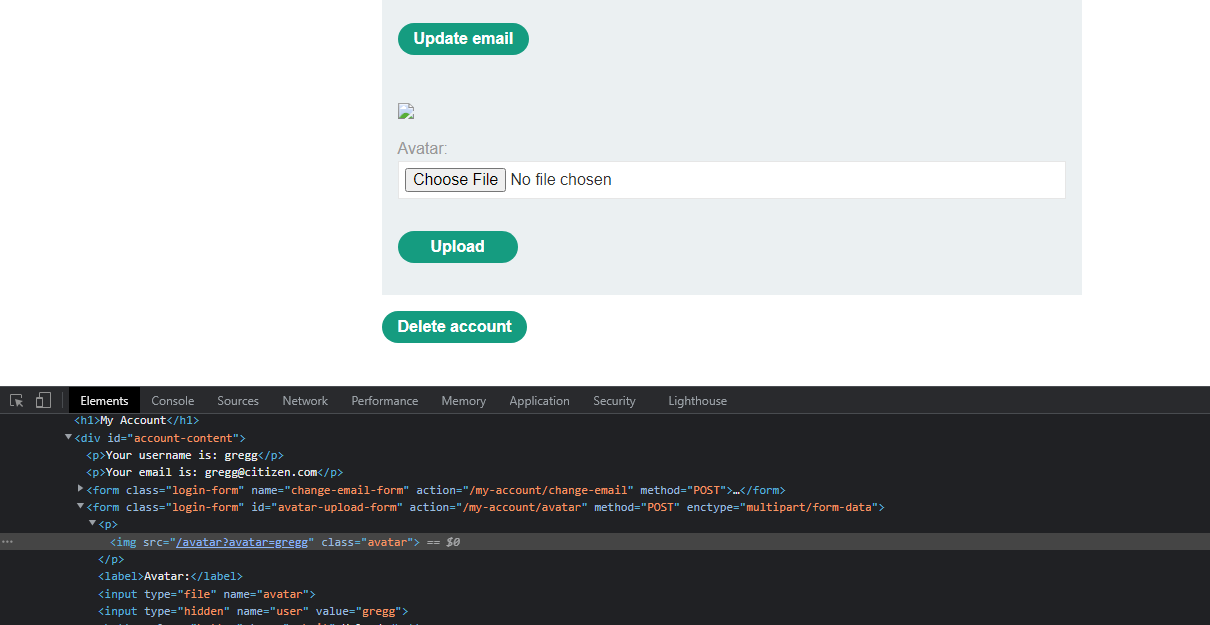 Update email
Avatar:
Choose File No file chosen
Upload
Delete account
Elements Console Sources Network Performance Memory Application Security Lighthouse
<h1>My Account</h1>
<div id="account-content">
<p>Your username is: gregg</p>
<p>Your email is: gregg@citizen.com</p>
<form class="login-form" name="change-email-form" action="/my-account/change-email" method="POST">…</form>
<form class="login-form" id="avatar-upload-form" action="/my-account/avatar" method="POST" enctype="multipart/form-data">
<p>
<img src="/avatar?avatar=gregg" class="avatar"> == $0
</p>
<label>Avatar:</label>
<input type="file" name="avatar">
<input type="hidden" name="user" value="gregg">